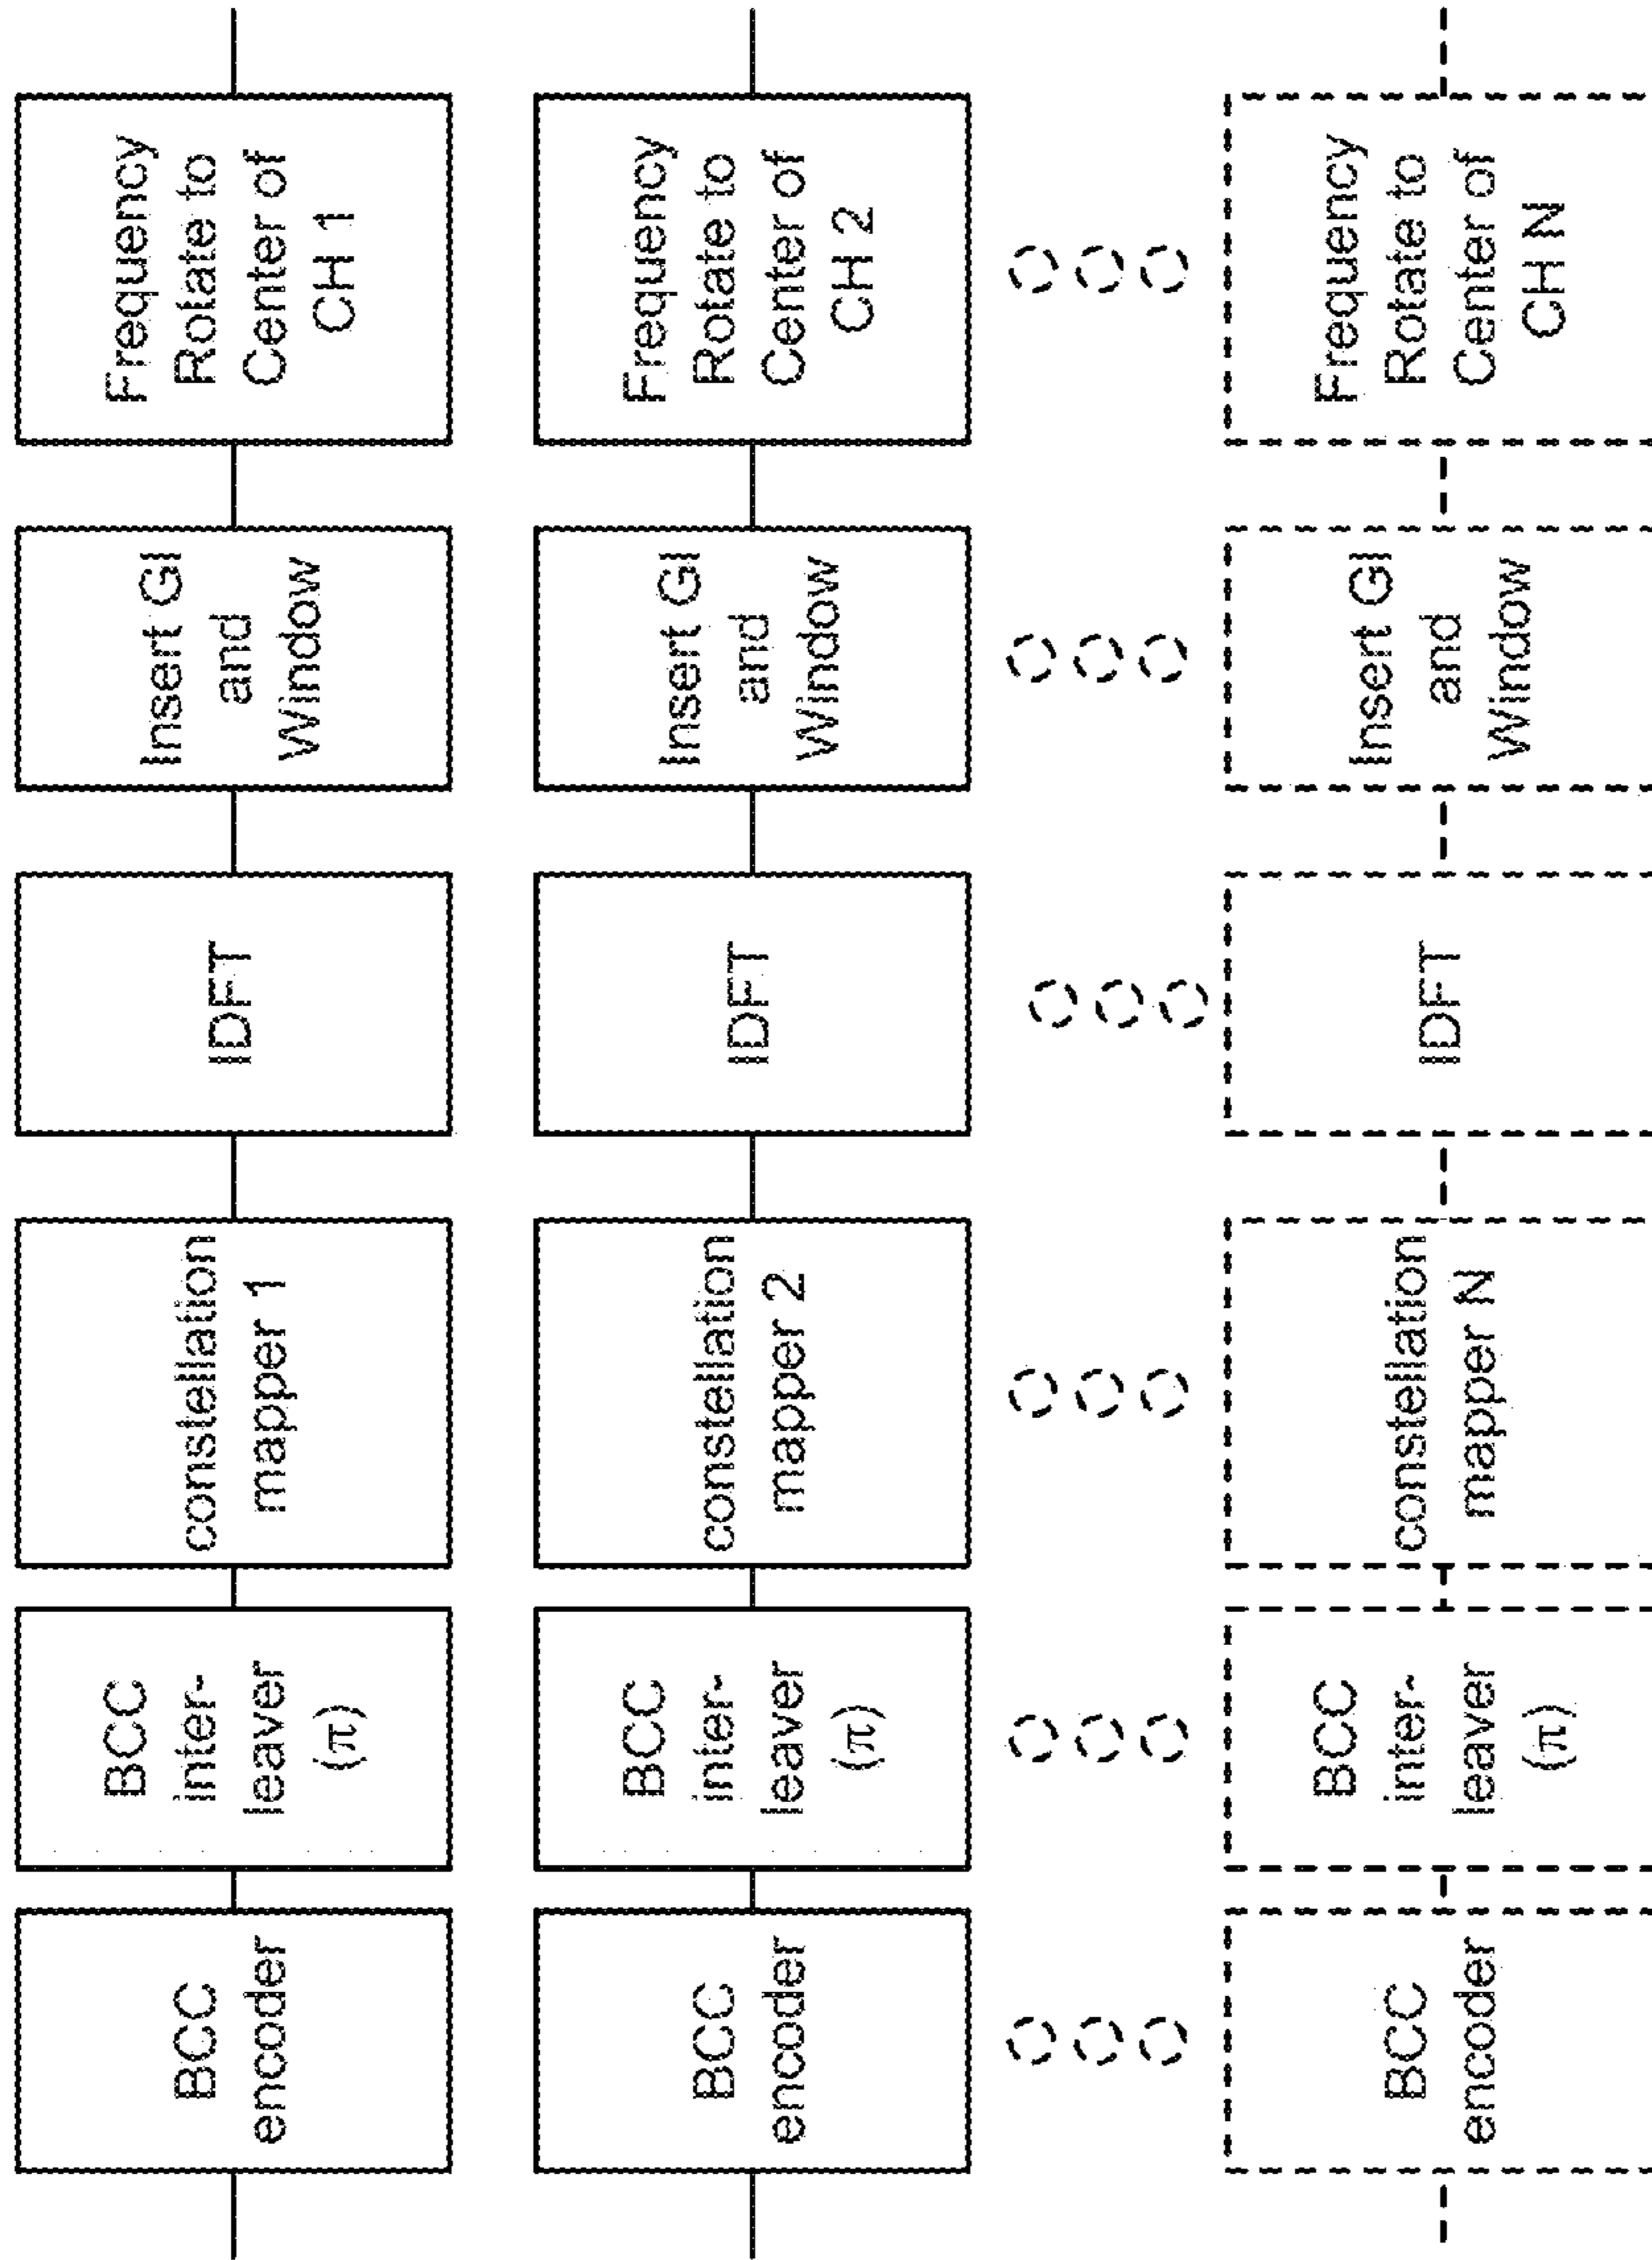 BCC
encoder
BCC
inter-
leaver
(π)
constellation
mapper 1
IDFT
Insert GI
and
Window
Frequency
Rotate to
Center of
CH 1
BCC
encoder
BCC
inter-
leaver
(π)
constellation
mapper 2
IDFT
Insert GI
and
Window
Frequency
Rotate to
Center of
CH 2
BCC
encoder
BCC
inter-
leaver
(π)
constellation
mapper N
IDFT
Insert GI
and
Window
Frequency
Rotate to
Center of
CH N